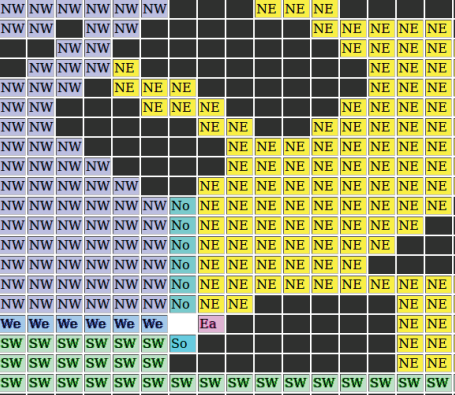 NW NW NW NW NW NW NE NE NE
NW NW NW NW NE NE NE NE NE
NW NW NE NE NE NE
NW NW NW NE NE NE NE
NW NW NW NE NE NE NE NE NE
NW NW NE NE NE NE NE NE NE
NW NW NE NE NE NE NE NE NE
NW NW NW NE NE NE NE NE NE NE NE
NW NW NW NW NE NE NE NE NE NE NE NE
NW NW NW NW NW NE NE NE NE NE NE NE NE NE
NW NW NW NW NW NW No NE NE NE NE NE NE NE NE NE
NW NW NW NW NW NW No NE NE NE NE NE NE NE NE
NW NW NW NW NW NW No NE NE NE NE NE NE NE
NW NW NW NW NW NW No NE NE NE NE NE NE
NW NW NW NW NW NW No NE NE NE NE NE NE NE NE NE
NW NW NW NW NW NW No NE NE NE NE
We We We We We We Ea NE NE
SW SW SW SW SW SW So NE NE
SW SW SW SW SW SW NE NE
SW SW SW SW SW SW SW SW SW SW SW SW SW SW SW SW